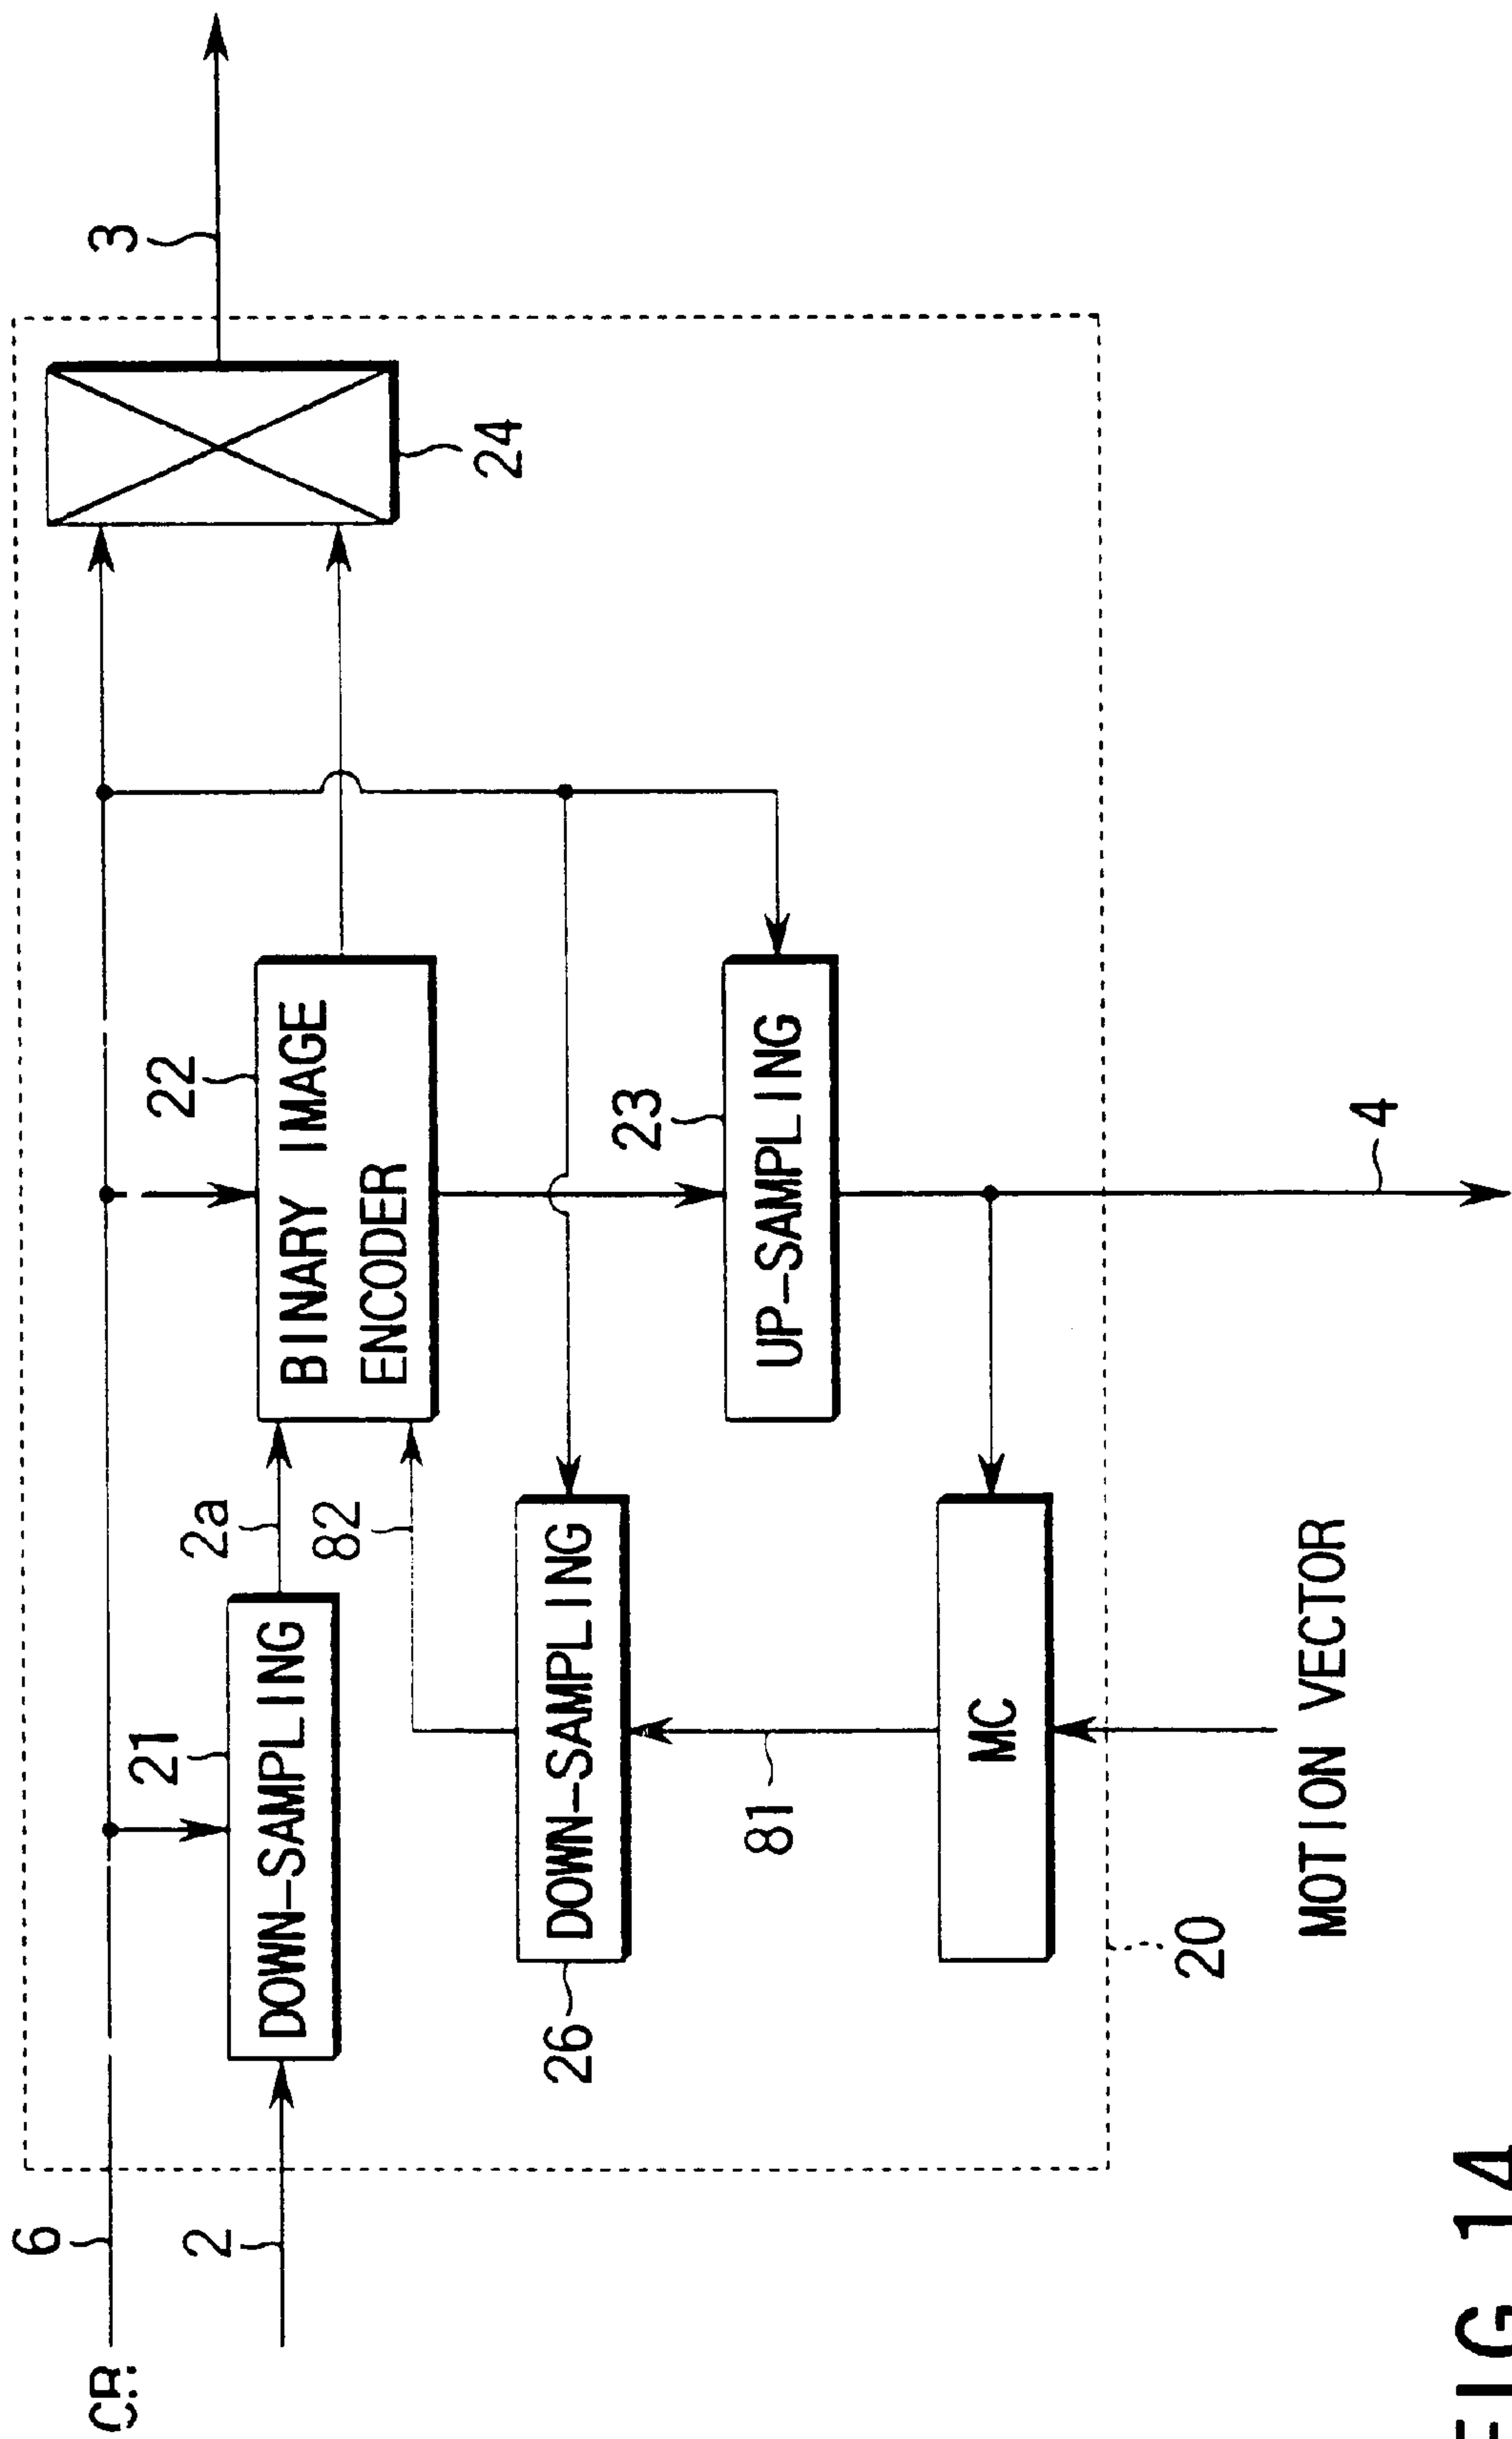 CR:
6
2
3
21
DOWN-SAMPLING
2a
82
22
BINARY IMAGE
ENCODER
24
26
DOWN-SAMPLING
23
UP-SAMPLING
81
MC
20
MOTION VECTOR
4
FIG.14